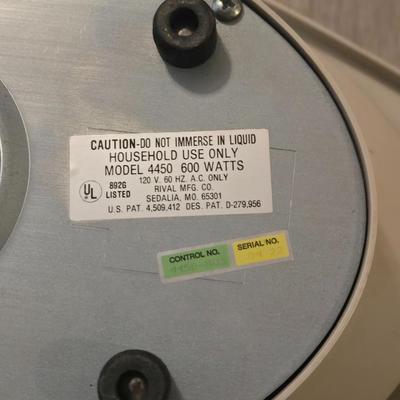 CAUTION-DO NOT IMMERSE IN LIQUID
HOUSEHOLD USE ONLY
MODEL 4450 600 WATTS
120 V. 60 HZ. A.C. ONLY
UL 892G LISTED
RIVAL MFG. CO.
SEDALIA, MO. 65301
U.S. PAT. 4,509,412 DES. PAT. D-279,956
CONTROL NO.
SERIAL NO.